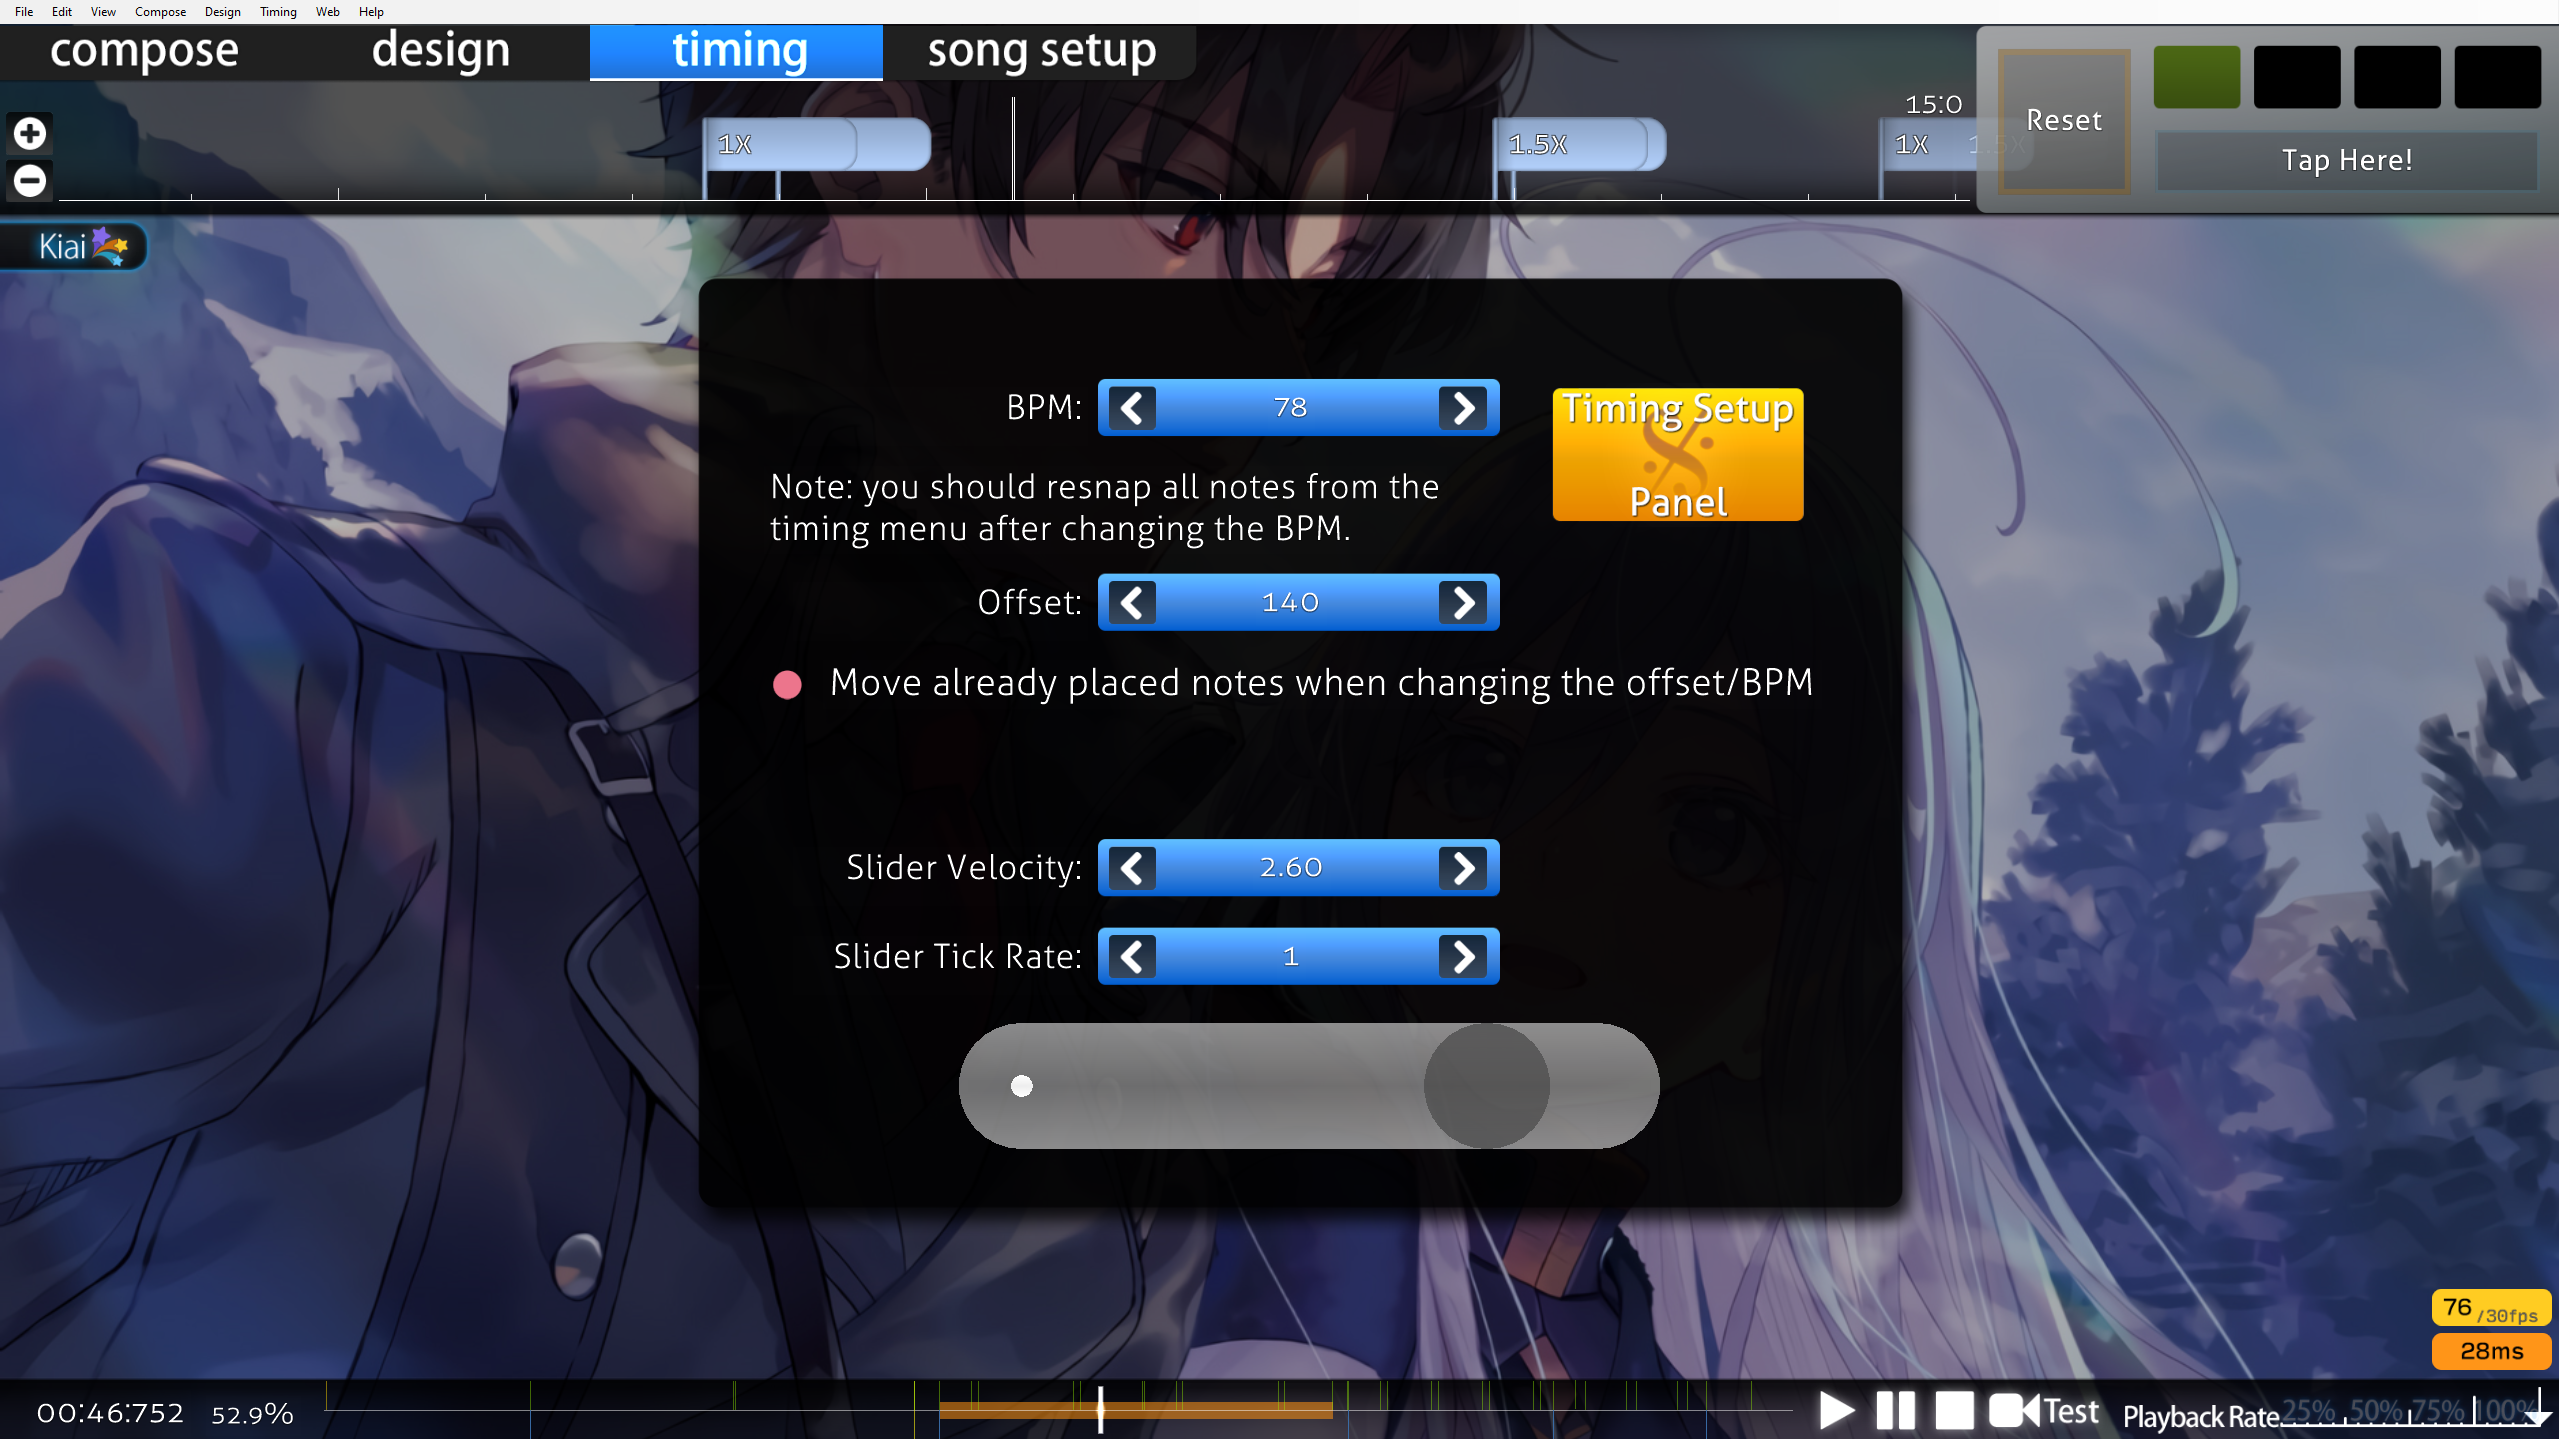 File Edit View Compose Design Timing Web Help
compose design timing song setup
1X 1.5X 15:0 1X 1.5X
Reset
Tap Here!
Kiai
BPM: 78
Timing Setup
Panel
Note: you should resnap all notes from the
timing menu after changing the BPM.
Offset: 140
Move already placed notes when changing the offset/BPM
Slider Velocity: 2.60
Slider Tick Rate: 1
76 /30fps
28ms
00:46:752 52.9% Test Playback Rate 25% 50% 75% 100%